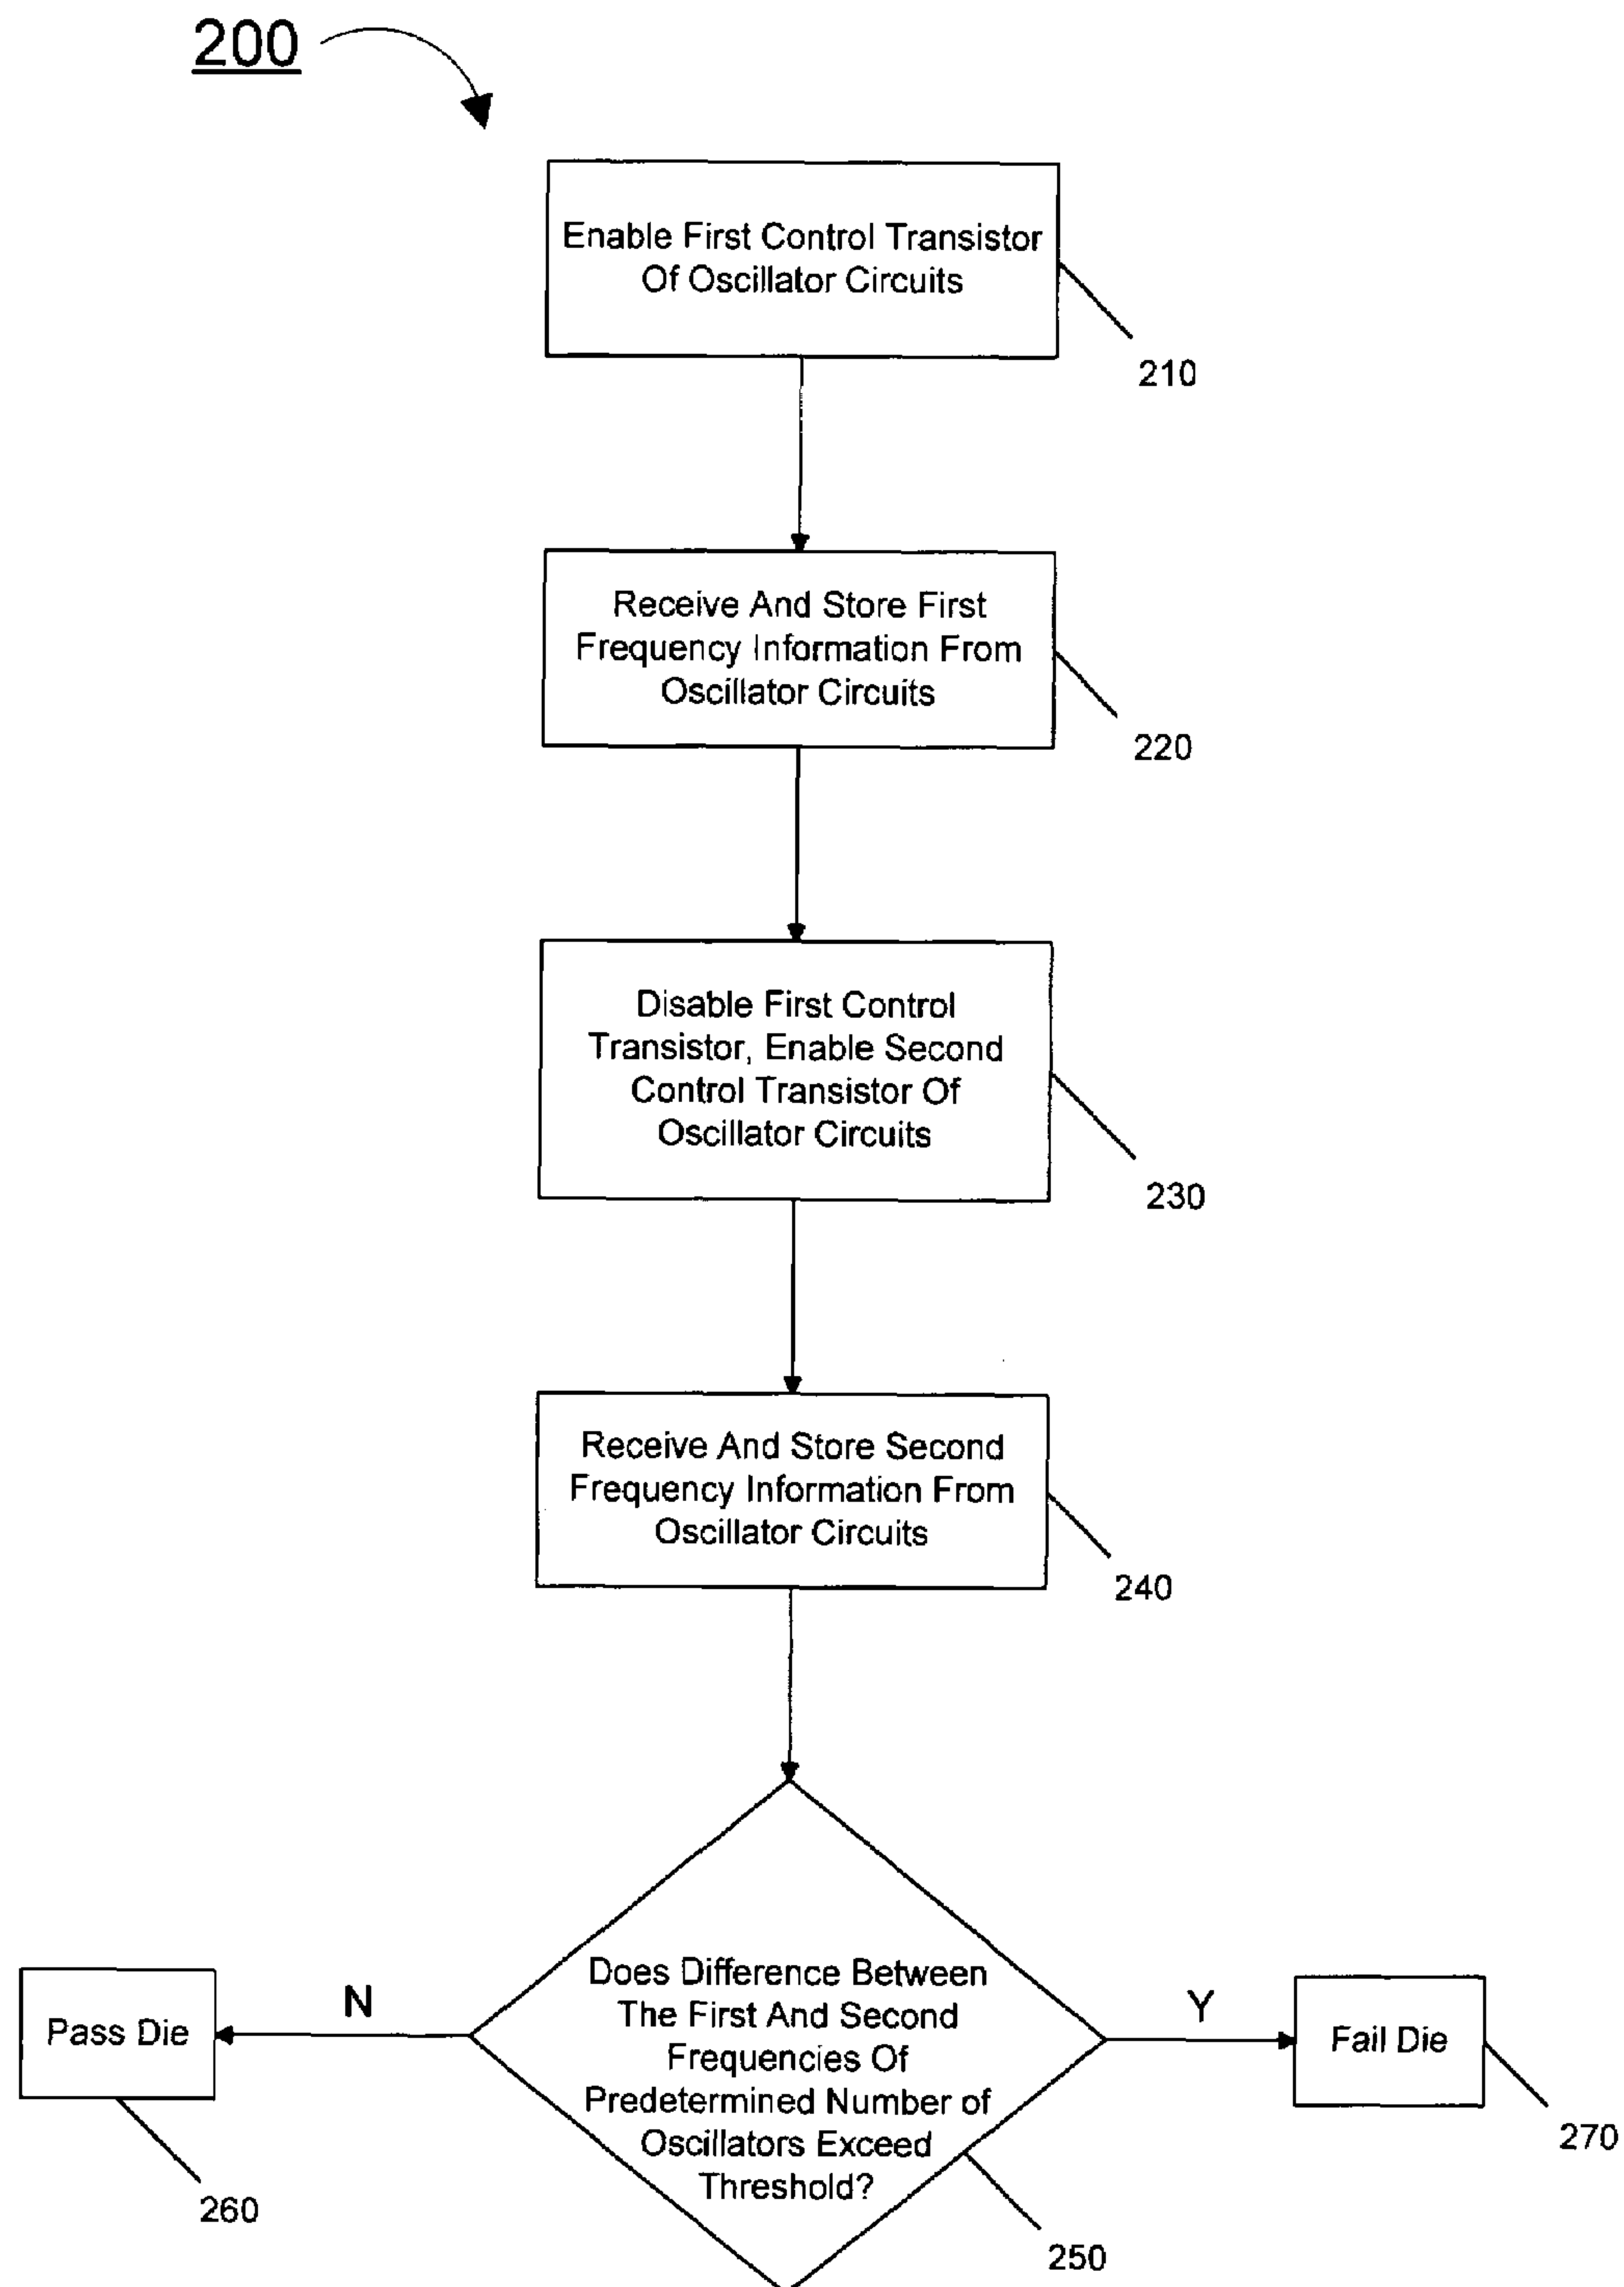 200
Enable First Control Transistor
Of Oscillator Circuits
210
Receive And Store First
Frequency Information From
Oscillator Circuits
220
Disable First Control
Transistor, Enable Second
Control Transistor Of
Oscillator Circuits
230
Receive And Store Second
Frequency Information From
Oscillator Circuits
240
Does Difference Between
The First And Second
Frequencies Of
Predetermined Number of
Oscillators Exceed
Threshold?
250
N
Pass Die
260
Y
Fail Die
270